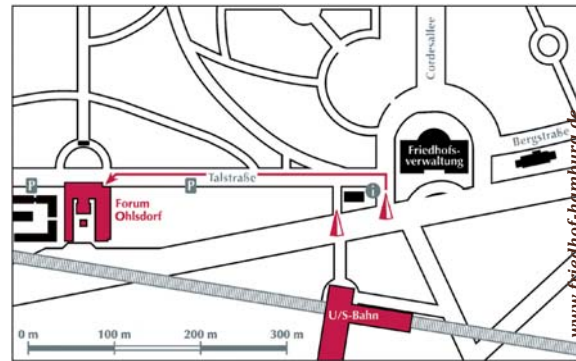 Cordesallee
Bergstraße
Friedhofs-
verwaltung
Talstraße
P
P
i
Forum
Ohlsdorf
U/S-Bahn
0 m
100 m
200 m
300 m
www.friedhof-hamburg.de